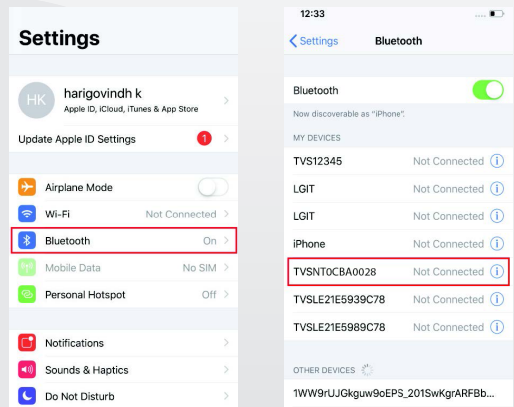 Settings
HK
harigovindh k
Apple ID, iCloud, iTunes & App Store
Update Apple ID Settings 1
Airplane Mode
Wi-Fi Not Connected
Bluetooth On
Mobile Data No SIM
Personal Hotspot Off
Notifications
Sounds & Haptics
Do Not Disturb
12:33
Settings Bluetooth
Bluetooth
Now discoverable as “iPhone”.
MY DEVICES
TVS12345 Not Connected
LGIT Not Connected
LGIT Not Connected
iPhone Not Connected
TVSNT0CBA0028 Not Connected
TVSLE21E5939C78 Not Connected
TVSLE21E5989C78 Not Connected
OTHER DEVICES
1WW9rUJGkguw9oEPS_201SwKgrARFBb...